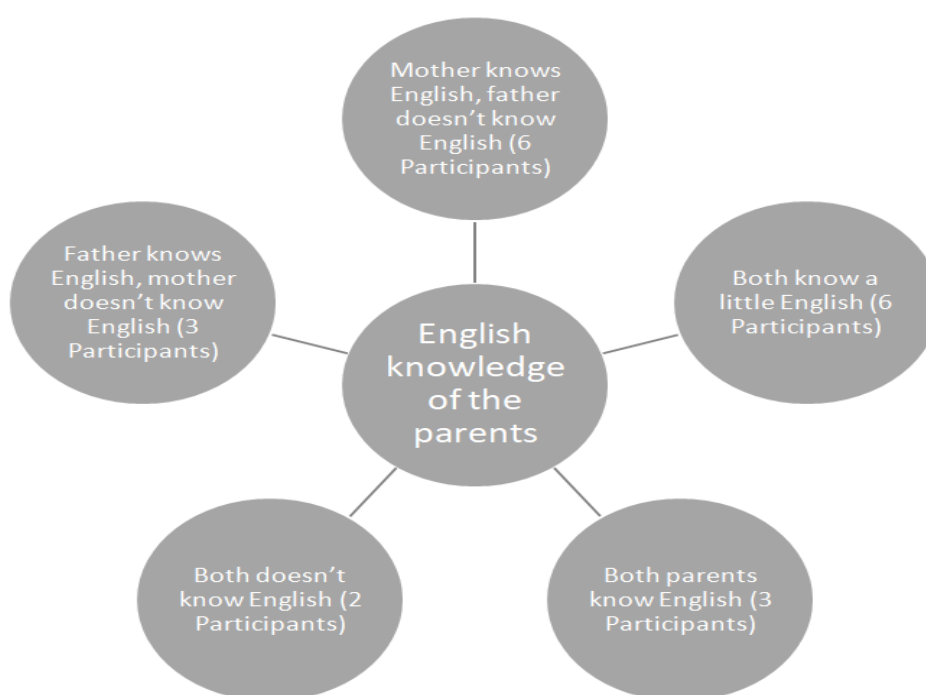 Mother knows
English, father
doesn’t know
English (6
Participants)
Father knows
English, mother
doesn’t know
English (3
Participants)
Both know a
little English (6
Participants)
English
knowledge
of the
parents
Both doesn’t
know English (2
Participants)
Both parents
know English (3
Participants)